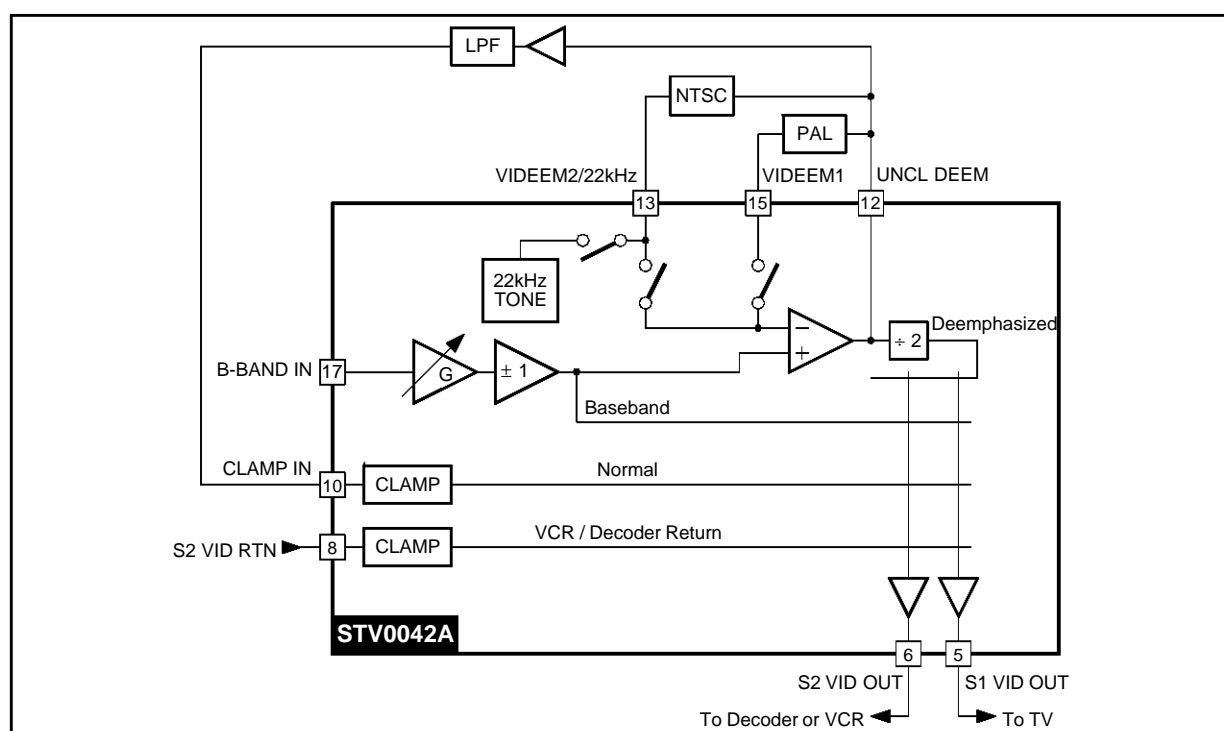 LPF
NTSC
PAL
VIDEEM2/22kHz
VIDEEM1
UNCL DEEM
13
15
12
22kHz
TONE
−
+
÷ 2
Deemphasized
B-BAND IN
17
G
± 1
Baseband
CLAMP IN
10
CLAMP
Normal
S2 VID RTN
8
CLAMP
VCR / Decoder Return
STV0042A
6
5
S2 VID OUT
S1 VID OUT
To Decoder or VCR
To TV